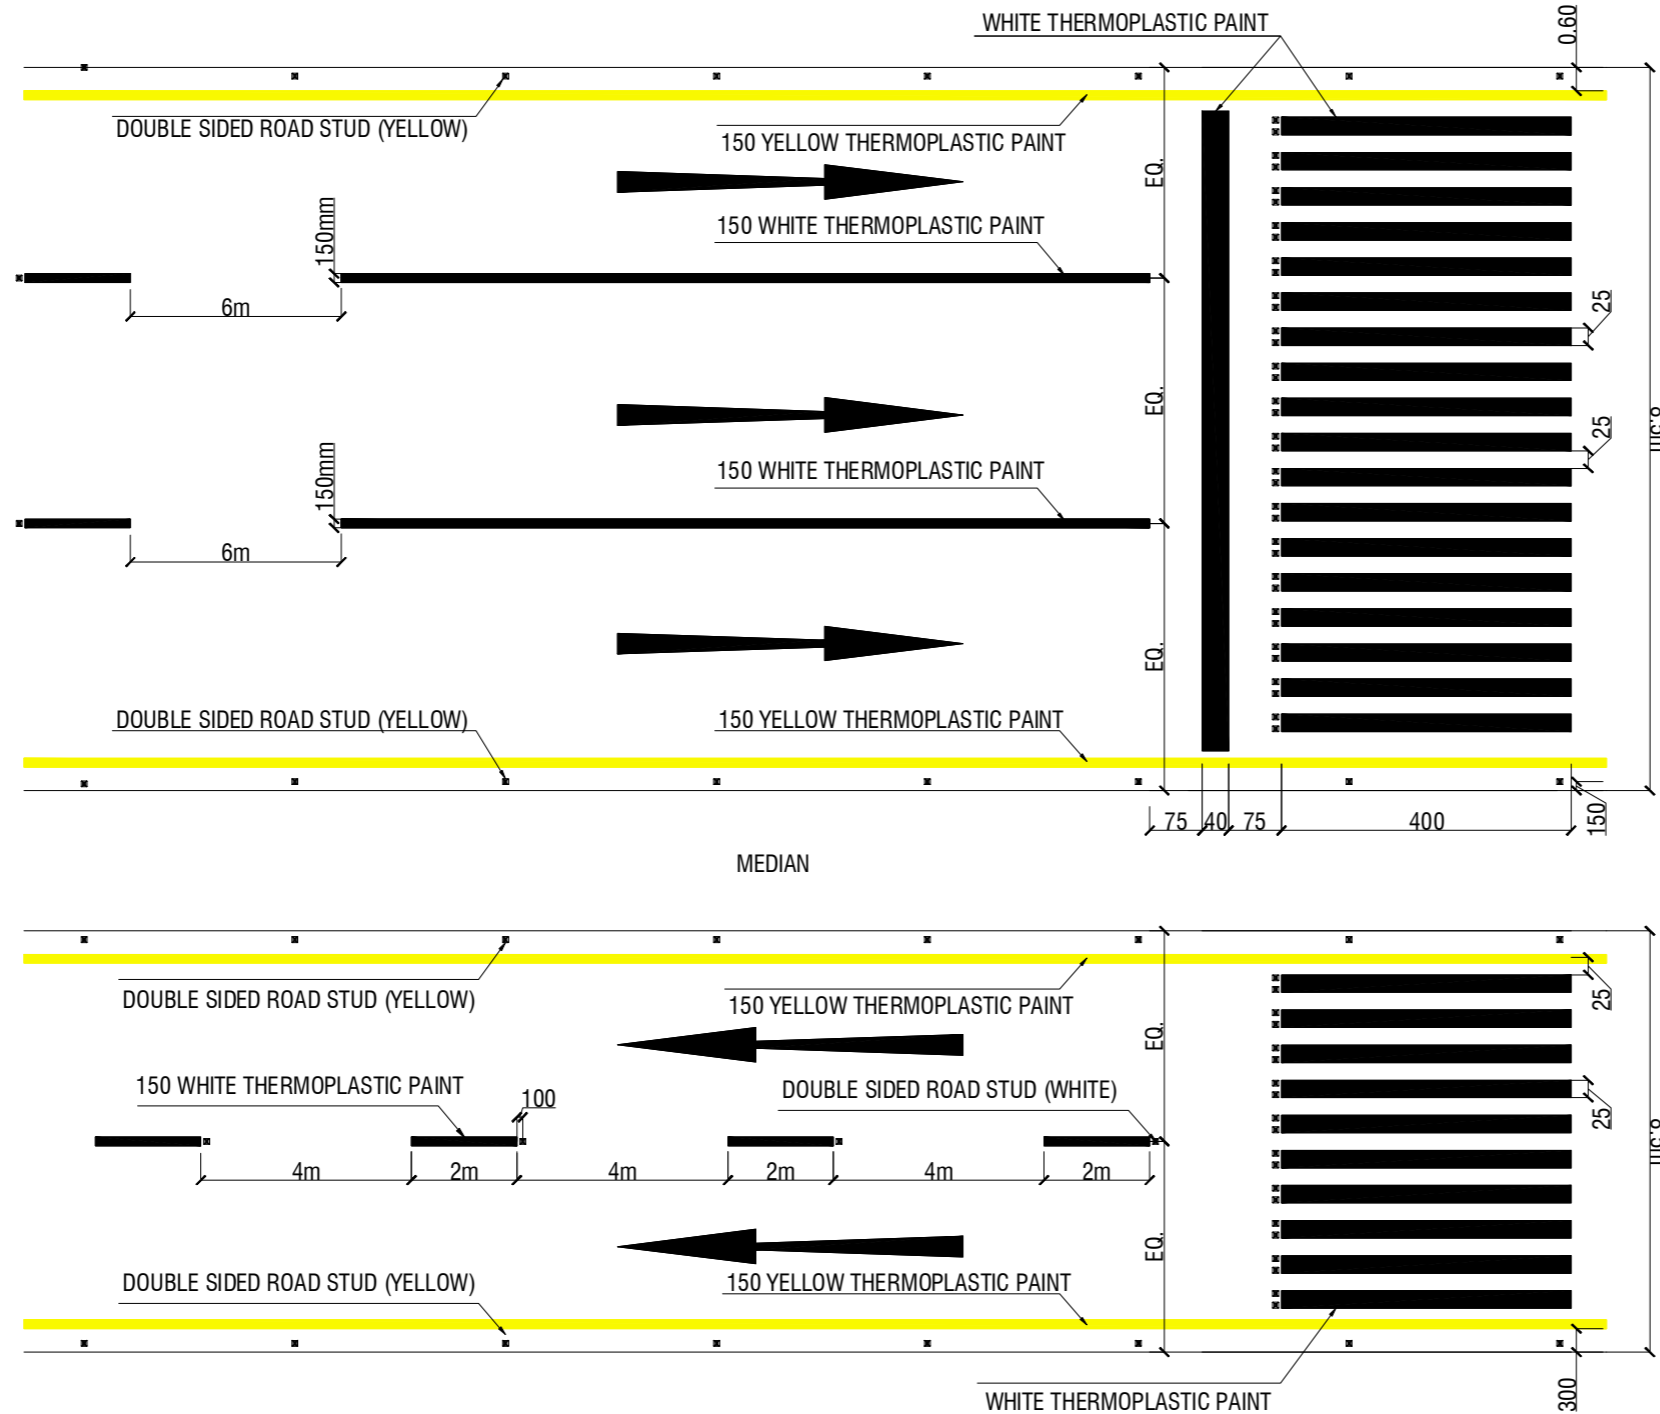 WHITE THERMOPLASTIC PAINT
0.60
DOUBLE SIDED ROAD STUD (YELLOW)
150 YELLOW THERMOPLASTIC PAINT
EQ.
150mm
150 WHITE THERMOPLASTIC PAINT
6m
25
EQ.
25
150mm
150 WHITE THERMOPLASTIC PAINT
6m
EQ.
DOUBLE SIDED ROAD STUD (YELLOW)
150 YELLOW THERMOPLASTIC PAINT
75 40 75 400 150
MEDIAN
DOUBLE SIDED ROAD STUD (YELLOW)
150 YELLOW THERMOPLASTIC PAINT
25
EQ.
150 WHITE THERMOPLASTIC PAINT
100
DOUBLE SIDED ROAD STUD (WHITE)
25
4m 2m 4m 2m 4m 2m
EQ.
DOUBLE SIDED ROAD STUD (YELLOW)
150 YELLOW THERMOPLASTIC PAINT
WHITE THERMOPLASTIC PAINT
300